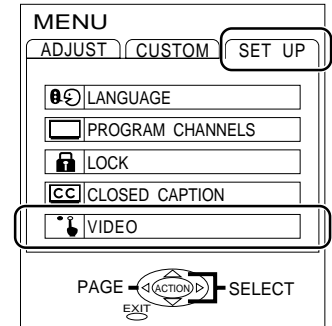 MENU
ADJUST CUSTOM SET UP
LANGUAGE
PROGRAM CHANNELS
LOCK
CC CLOSED CAPTION
VIDEO
PAGE ACTION SELECT
EXIT